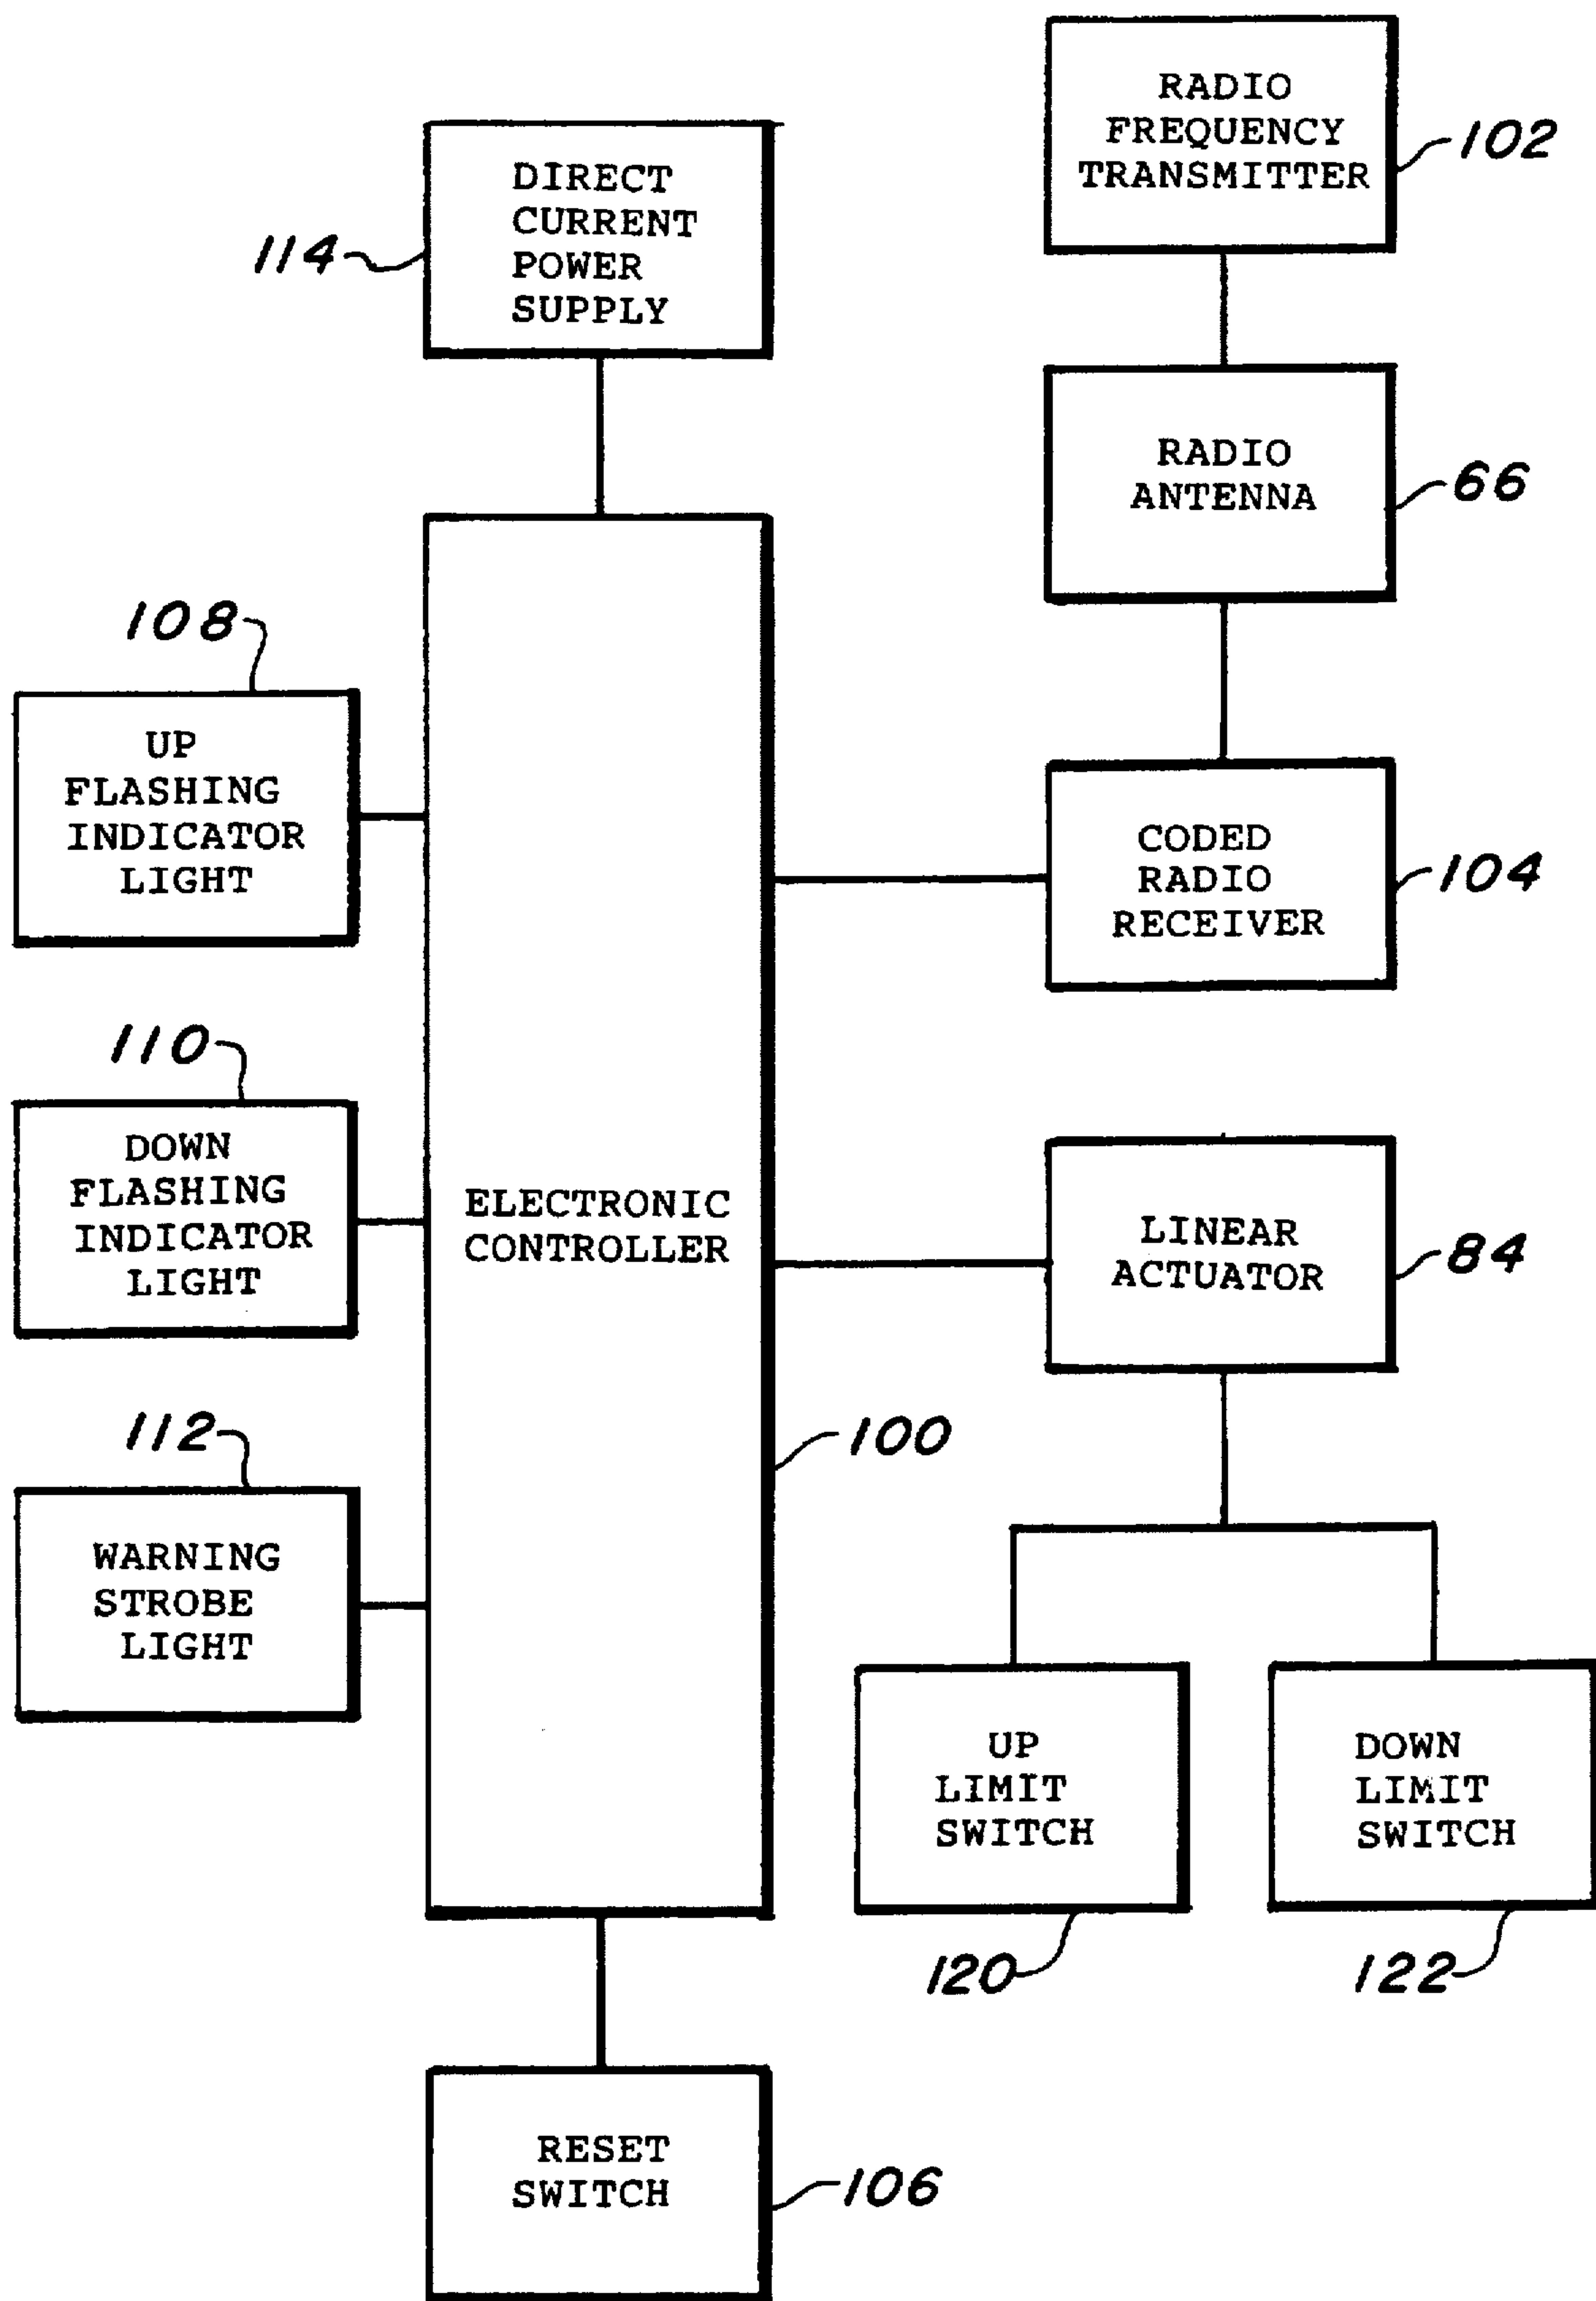 RADIO
FREQUENCY
TRANSMITTER
102
DIRECT
CURRENT
POWER
SUPPLY
114
RADIO
ANTENNA
66
108
UP
FLASHING
INDICATOR
LIGHT
CODED
RADIO
RECEIVER
104
110
DOWN
FLASHING
INDICATOR
LIGHT
ELECTRONIC
CONTROLLER
100
LINEAR
ACTUATOR
84
112
WARNING
STROBE
LIGHT
UP
LIMIT
SWITCH
120
DOWN
LIMIT
SWITCH
122
RESET
SWITCH
106